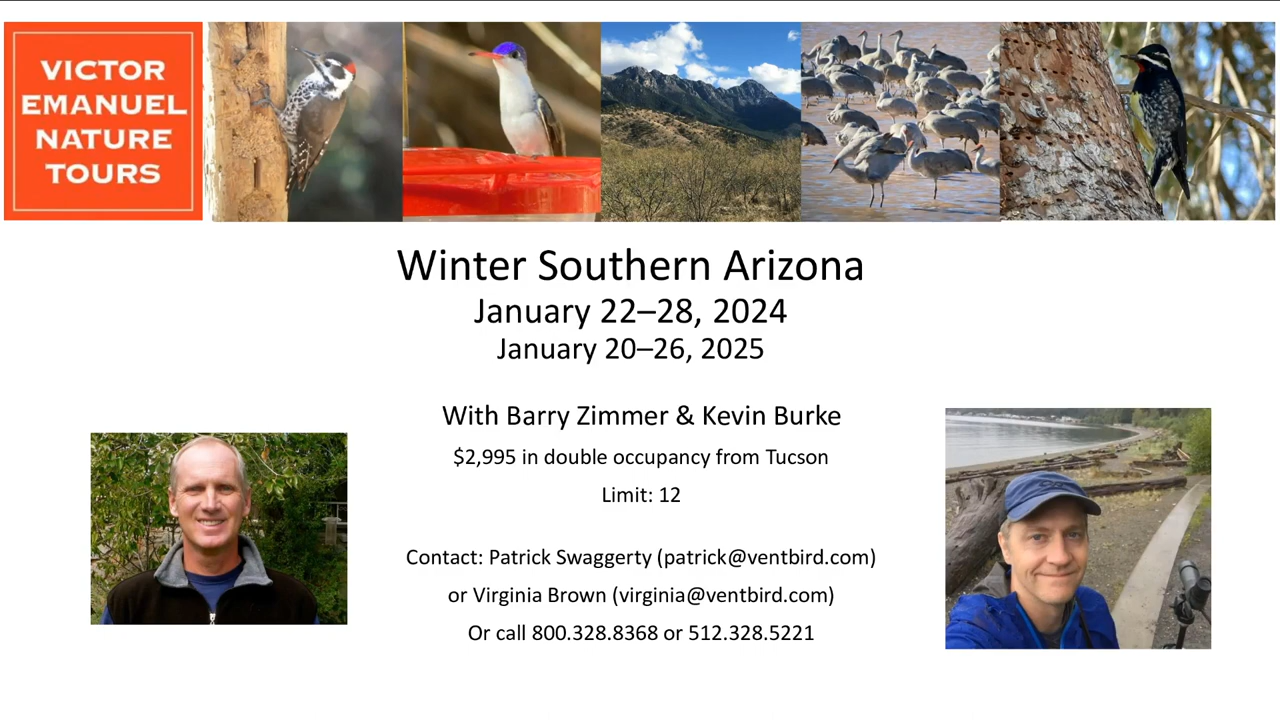 VICTOR
EMANUEL
NATURE
TOURS
Winter Southern Arizona
January 22–28, 2024
January 20–26, 2025
With Barry Zimmer & Kevin Burke
$2,995 in double occupancy from Tucson
Limit: 12
Contact: Patrick Swaggerty (patrick@ventbird.com)
or Virginia Brown (virginia@ventbird.com)
Or call 800.328.8368 or 512.328.5221